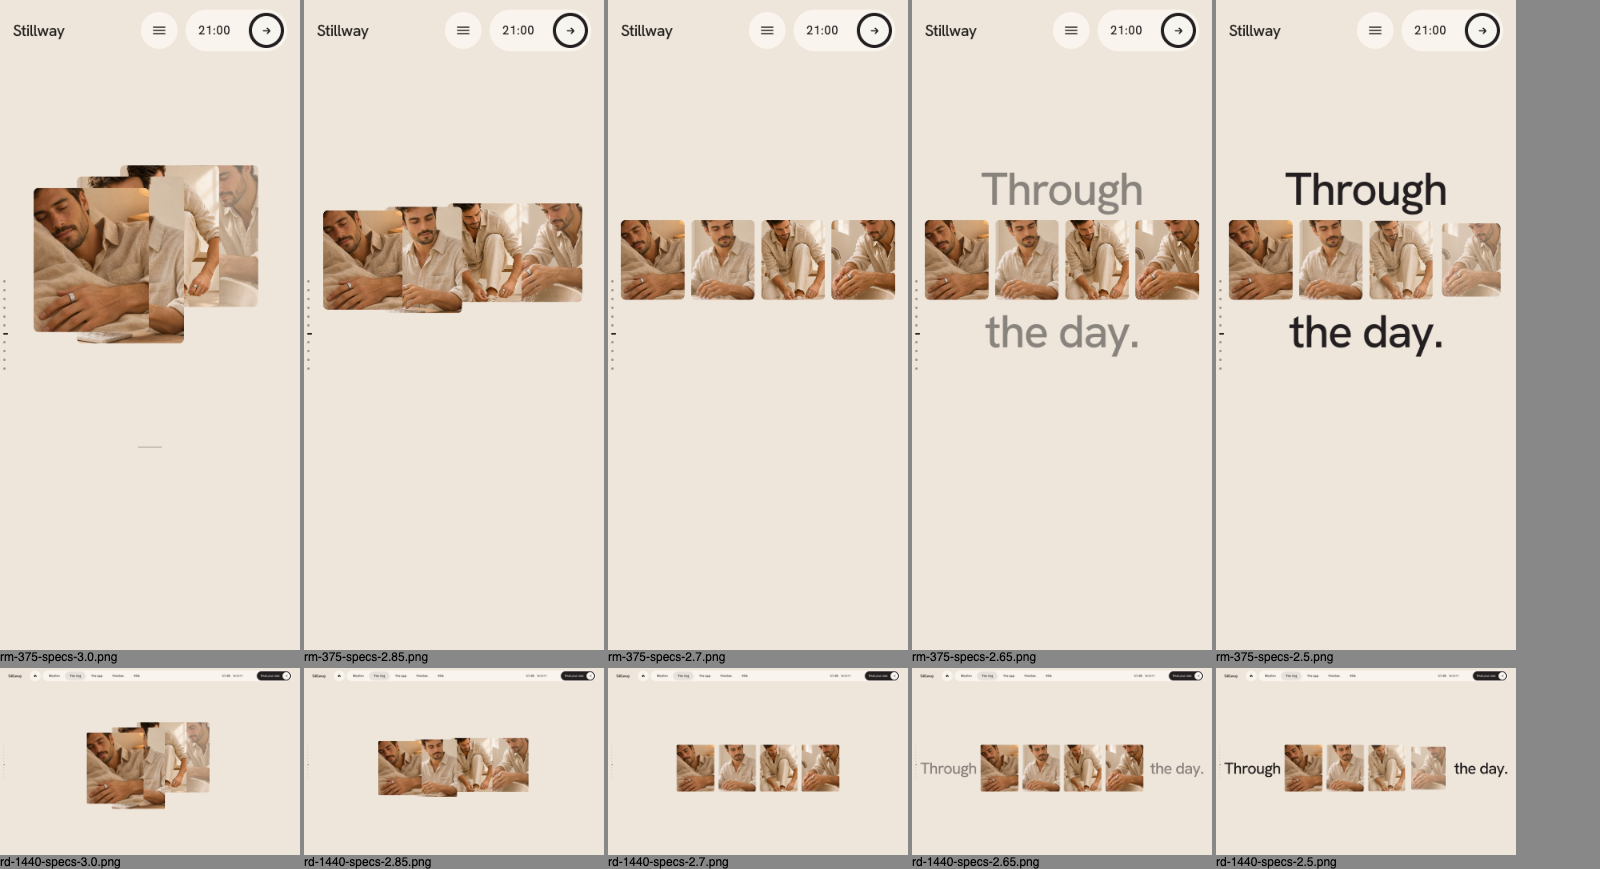 Stillway 21:00
Stillway 21:00
Stillway 21:00
Stillway 21:00
Stillway 21:00
Through
the day.
Through
the day.
rm-375-specs-3.0.png
rm-375-specs-2.85.png
rm-375-specs-2.7.png
rm-375-specs-2.65.png
rm-375-specs-2.5.png
Through the day.
Through the day.
rd-1440-specs-3.0.png
rd-1440-specs-2.85.png
rd-1440-specs-2.7.png
rd-1440-specs-2.65.png
rd-1440-specs-2.5.png